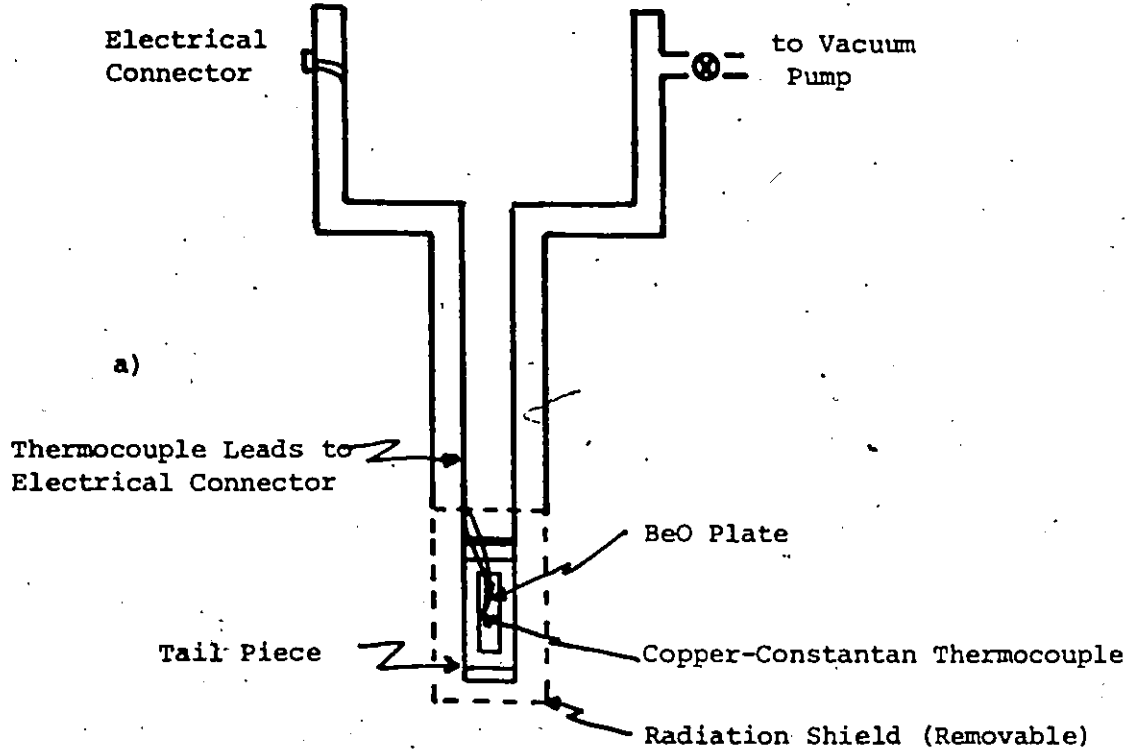 Electrical
Connector
to Vacuum
Pump
a)
Thermocouple Leads to
Electrical Connector
BeO Plate
Tail Piece
Copper-Constantan Thermocouple
Radiation Shield (Removable)